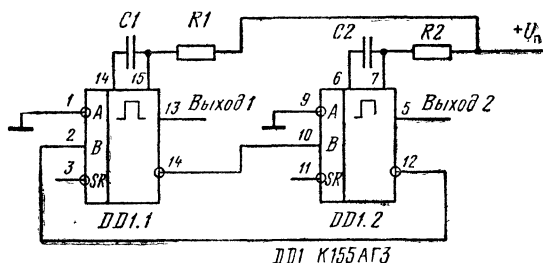 C1 R1 C2 R2 +Uп
14 15 6 7
1 A 13 Выход 1 9 A 5 Выход 2
2 B 10 B
3 SR 14 11 SR 12
DD1.1 DD1.2
DD1 К155АГ3